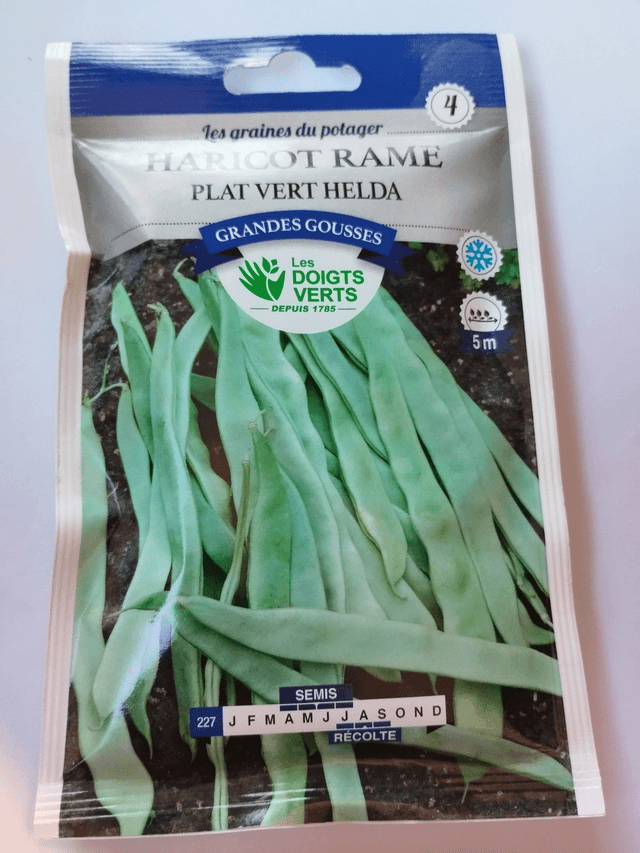 4
Les graines du potager
HARICOT RAME
PLAT VERT HELDA
GRANDES GOUSSES
Les
DOIGTS
VERTS
DEPUIS 1785
5m
SEMIS
227 J F M A M J J A S O N D
RÉCOLTE